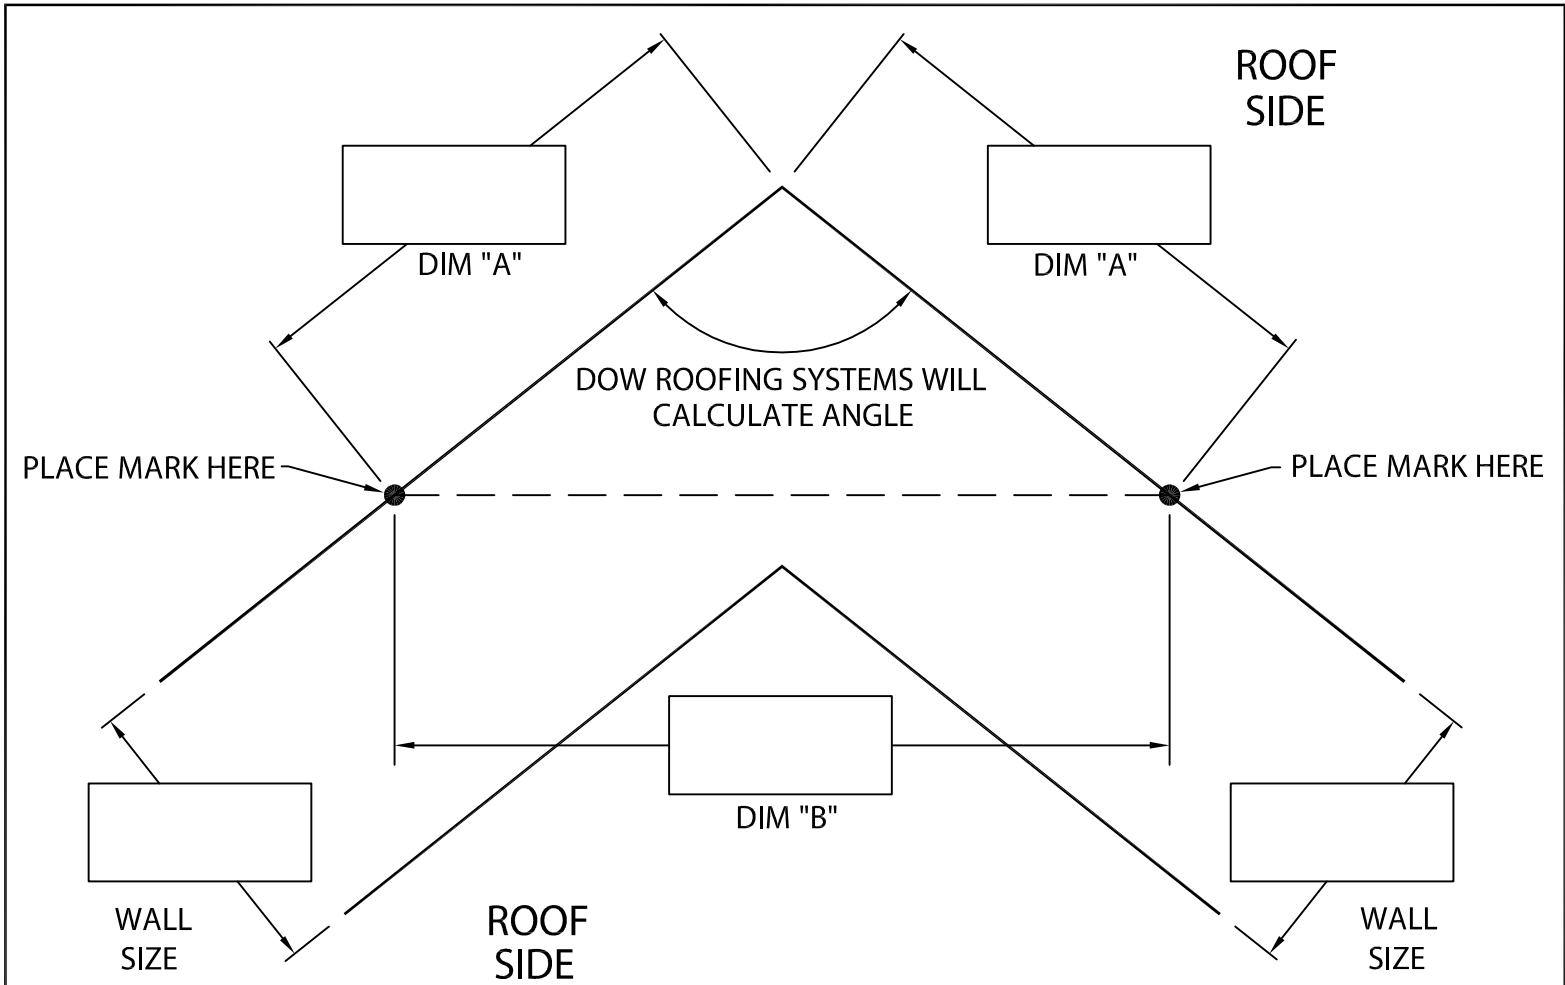 ROOF
SIDE
DIM "A"
DIM "A"
DOW ROOFING SYSTEMS WILL
CALCULATE ANGLE
PLACE MARK HERE
PLACE MARK HERE
DIM "B"
WALL
SIZE
ROOF
SIDE
WALL
SIZE